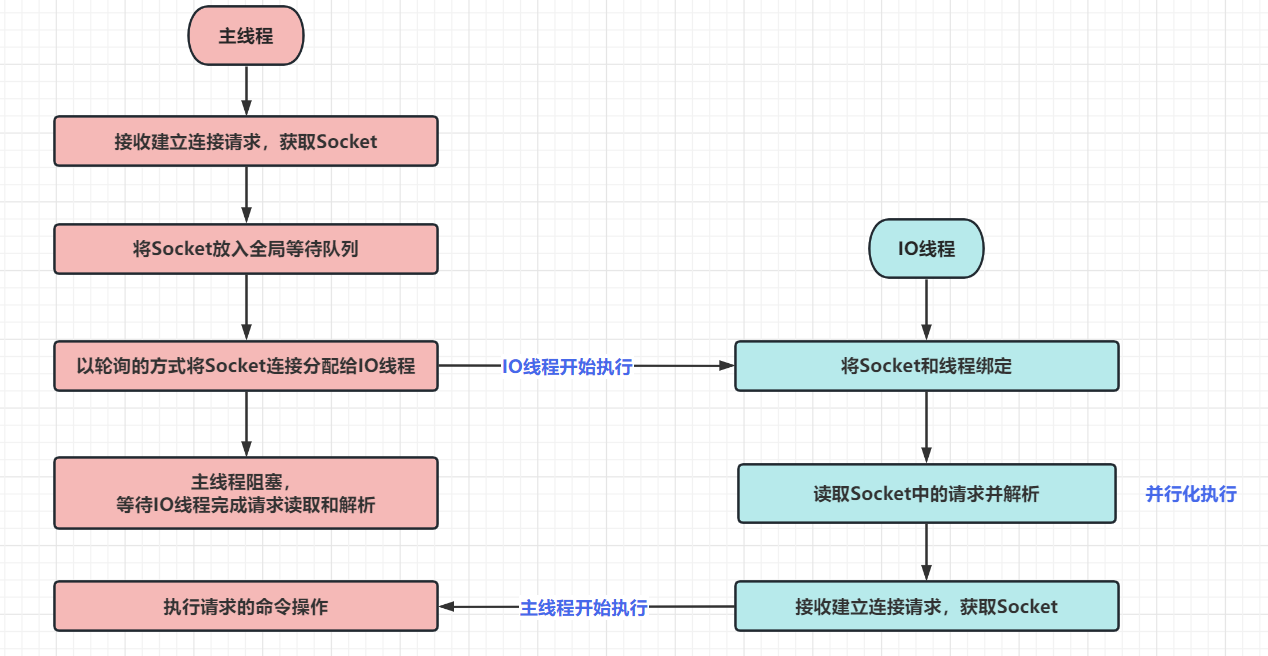 主线程
接收建立连接请求，获取Socket
将Socket放入全局等待队列
IO线程
以轮询的方式将Socket连接分配给IO线程
IO线程开始执行
将Socket和线程绑定
主线程阻塞，
等待IO线程完成请求读取和解析
读取Socket中的请求并解析
并行化执行
执行请求的命令操作
主线程开始执行
接收建立连接请求，获取Socket